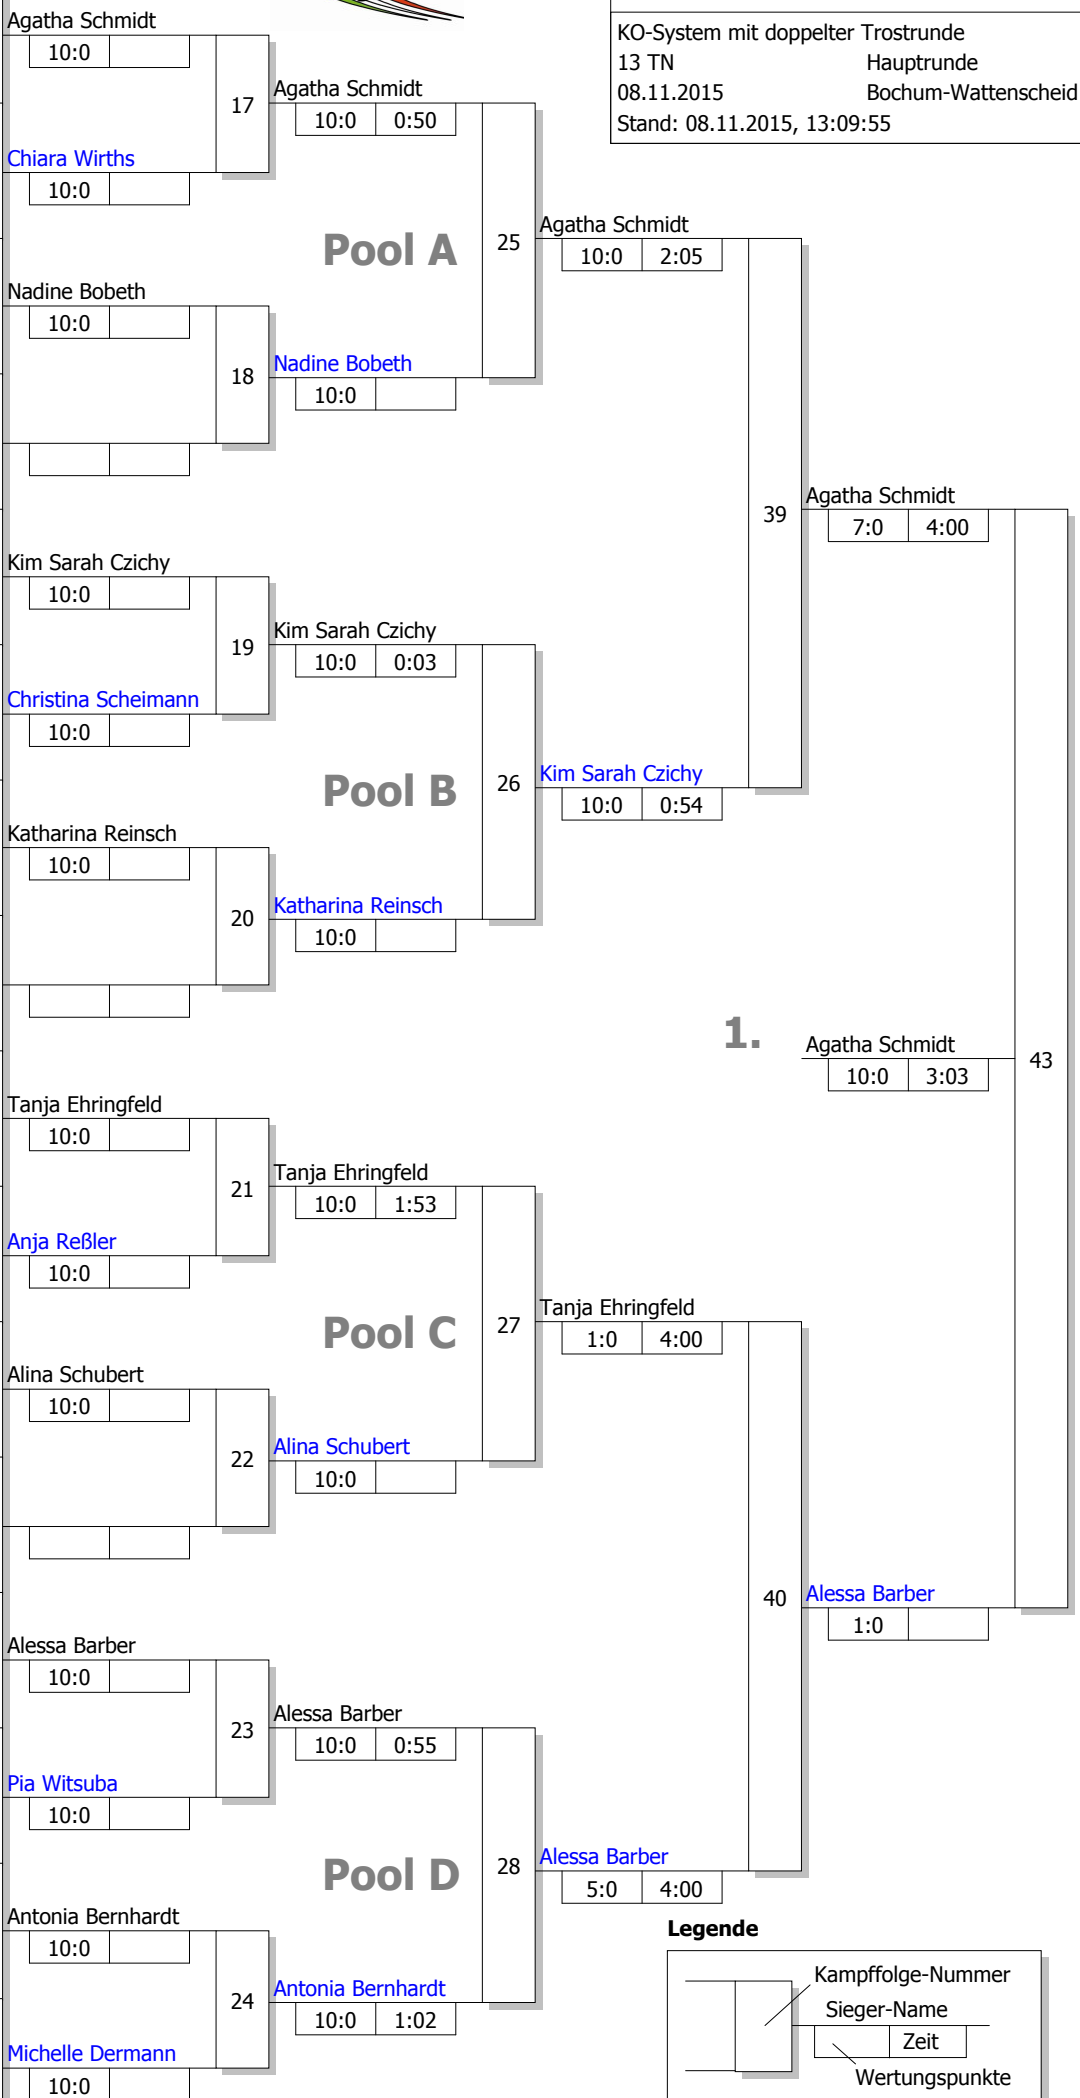 Agatha Schmidt
10:0
17
Chiara Wirths
10:0
Nadine Bobeth
10:0
18
Kim Sarah Czichy
10:0
19
Christina Scheimann
10:0
Katharina Reinsch
10:0
20
Tanja Ehringfeld
10:0
21
Anja Reßler
10:0
Alina Schubert
10:0
22
Alessa Barber
10:0
23
Pia Witsuba
10:0
Antonia Bernhardt
10:0
24
Michelle Dermann
10:0
Agatha Schmidt
10:0 0:50
Pool A
25
Nadine Bobeth
10:0
Kim Sarah Czichy
10:0 0:03
Pool B
26
Katharina Reinsch
10:0
Tanja Ehringfeld
10:0 1:53
Pool C
27
Alina Schubert
10:0
Alessa Barber
10:0 0:55
Pool D
28
Antonia Bernhardt
10:0 1:02
KO-System mit doppelter Trostrunde
13 TN Hauptrunde
08.11.2015 Bochum-Wattenscheid
Stand: 08.11.2015, 13:09:55
Agatha Schmidt
10:0 2:05
39
Kim Sarah Czichy
10:0 0:54
Tanja Ehringfeld
1:0 4:00
40
Alessa Barber
5:0 4:00
Agatha Schmidt
7:0 4:00
1.
Agatha Schmidt
10:0 3:03
43
Alessa Barber
1:0
Legende
Kampffolge-Nummer
Sieger-Name
Zeit
Wertungspunkte